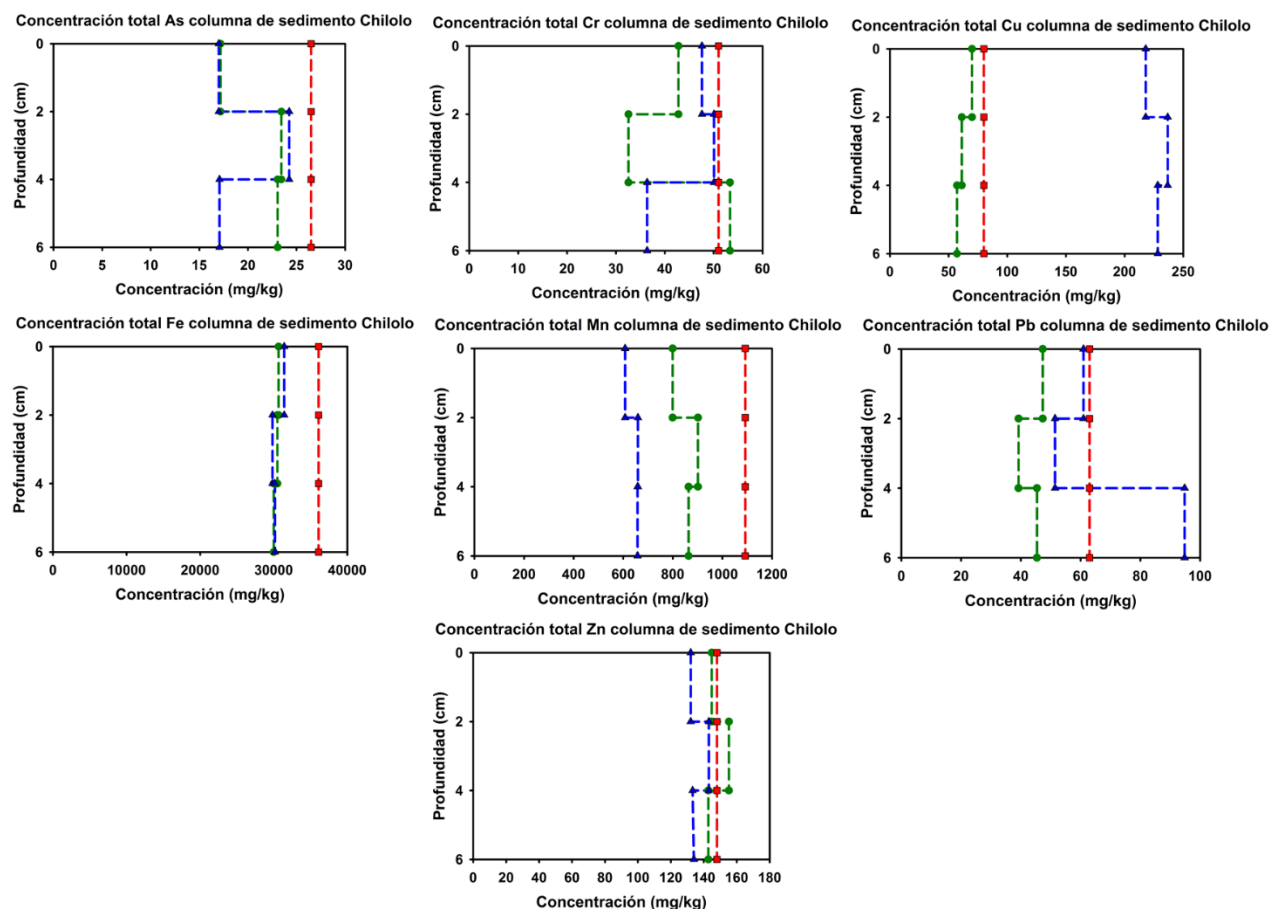 Concentración total As columna de sedimento Chilolo
Profundidad (cm)
0
2
4
6
0 5 10 15 20 25 30
Concentración (mg/kg)
Concentración total Cr columna de sedimento Chilolo
Profundidad (cm)
0
2
4
6
0 10 20 30 40 50 60
Concentración (mg/kg)
Concentración total Cu columna de sedimento Chilolo
Profundidad (cm)
0
2
4
6
0 50 100 150 200 250
Concentración (mg/kg)
Concentración total Fe columna de sedimento Chilolo
Profundidad (cm)
0
2
4
6
0 10000 20000 30000 40000
Concentración (mg/kg)
Concentración total Mn columna de sedimento Chilolo
Profundidad (cm)
0
2
4
6
0 200 400 600 800 1000 1200
Concentración (mg/kg)
Concentración total Pb columna de sedimento Chilolo
Profundidad (cm)
0
2
4
6
0 20 40 60 80 100
Concentración (mg/kg)
Concentración total Zn columna de sedimento Chilolo
Profundidad (cm)
0
2
4
6
0 20 40 60 80 100 120 140 160 180
Concentración (mg/kg)